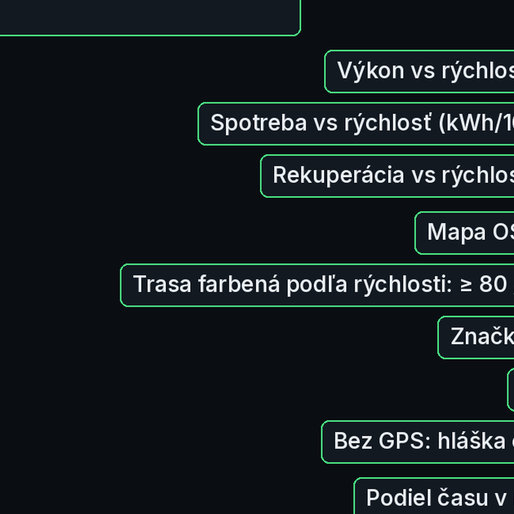 Výkon vs rýchlos
Spotreba vs rýchlosť (kWh/1
Rekuperácia vs rýchlos
Mapa OS
Trasa farbená podľa rýchlosti: ≥ 80
Značk
Bez GPS: hláška
Podiel času v